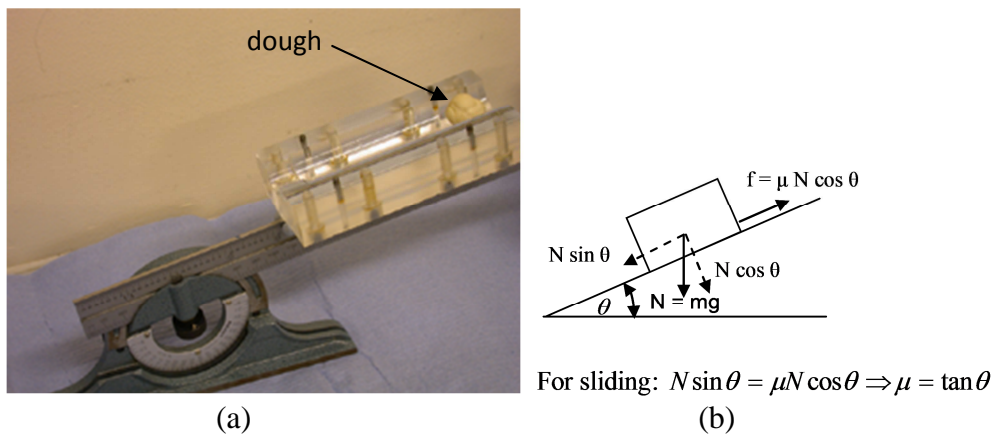 dough
f = μ N cos θ
N sin θ
N cos θ
θ
N = mg
For sliding: N sin θ = μN cos θ ⇒ μ = tan θ
(a)
(b)